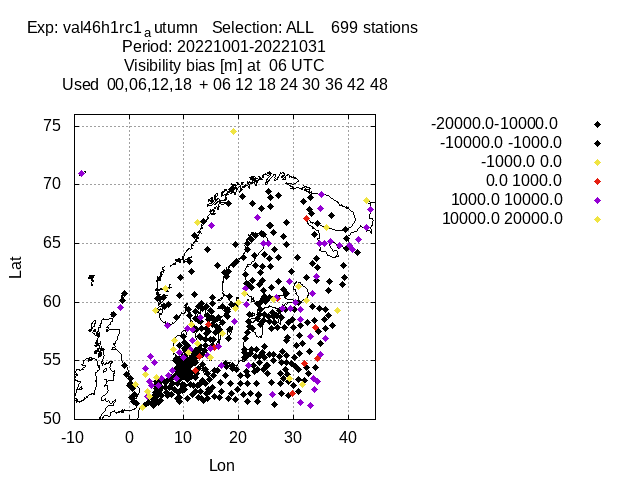 Exp: val46h1rc1autumn Selection: ALL 699 stations
Period: 20221001-20221031
Visibility bias [m] at 06 UTC
Used 00,06,12,18 + 06 12 18 24 30 36 42 48
-20000.0-10000.0
-10000.0 -1000.0
-1000.0 0.0
0.0 1000.0
1000.0 10000.0
10000.0 20000.0
75
70
65
60
55
50
Lat
-10 0 10 20 30 40
Lon